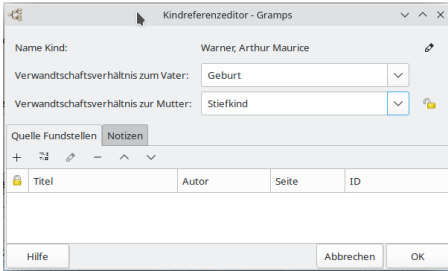 Kindreferenzeditor - Gramps
Name Kind: Warner, Arthur Maurice
Verwandtschaftsverhältnis zum Vater: Geburt
Verwandtschaftsverhältnis zur Mutter: Stiefkind
Quelle Fundstellen Notizen
Titel Autor Seite ID
Hilfe Abbrechen OK